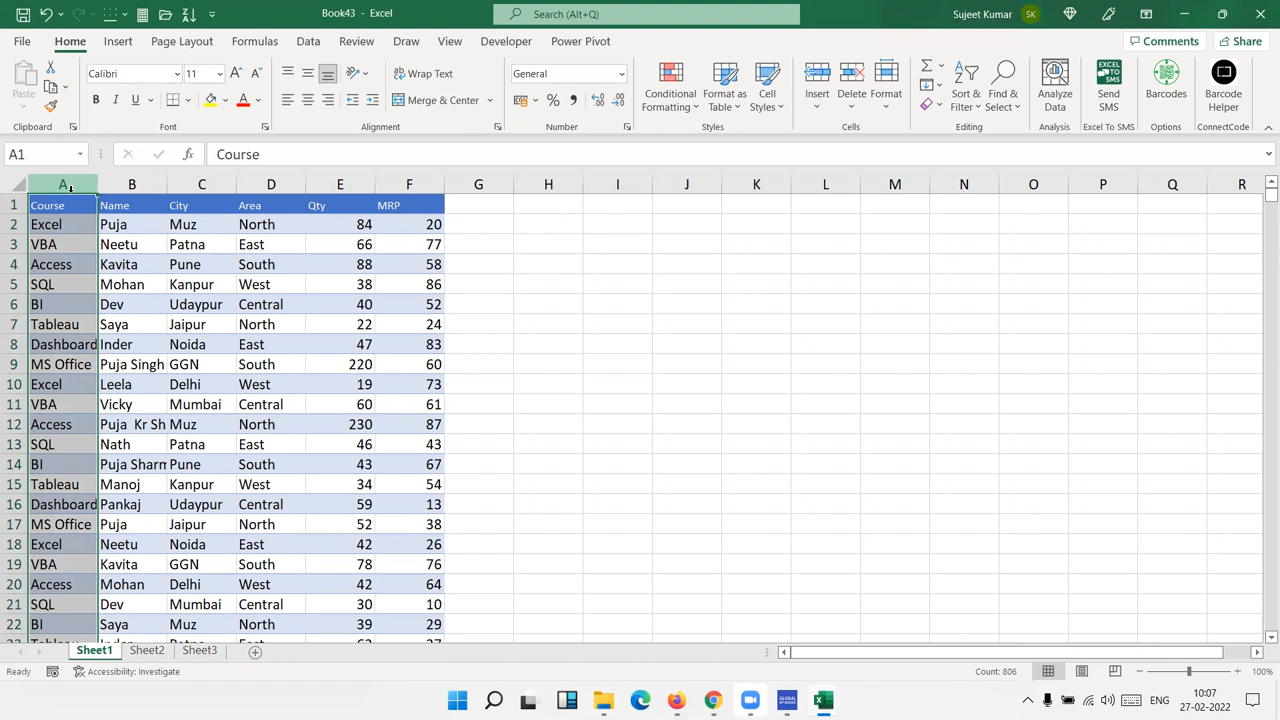 Book43 - Excel
Search (Alt+Q)
Sujeet Kumar
SK
File Home Insert Page Layout Formulas Data Review View Draw Developer Power Pivot
Comments Share
Paste
Calibri 11
B I U
Wrap Text
Merge & Center
General
Conditional Formatting
Format as Table
Cell Styles
Insert
Delete
Format
Sort & Filter
Find & Select
Analyze Data
Send SMS
EXCEL TO SMS
Barcodes
Barcode Helper
Clipboard Font Alignment Number Styles Cells Editing Analysis Excel To SMS Options ConnectCode
A1 fx Course
A B C D E F G H I J K L M N O P Q R
1 Course Name City Area Qty MRP
2 Excel Puja Muz North 84 20
3 VBA Neetu Patna East 66 77
4 Access Kavita Pune South 88 58
5 SQL Mohan Kanpur West 38 86
6 BI Dev Udaypur Central 40 52
7 Tableau Saya Jaipur North 22 24
8 Dashboard Inder Noida East 47 83
9 MS Office Puja Singh GGN South 220 60
10 Excel Leela Delhi West 19 73
11 VBA Vicky Mumbai Central 60 61
12 Access Puja Kr Sh Muz North 230 87
13 SQL Nath Patna East 46 43
14 BI Puja Sharm Pune South 43 67
15 Tableau Manoj Kanpur West 34 54
16 Dashboard Pankaj Udaypur Central 59 13
17 MS Office Puja Jaipur North 52 38
18 Excel Neetu Noida East 42 26
19 VBA Kavita GGN South 78 76
20 Access Mohan Delhi West 42 64
21 SQL Dev Mumbai Central 30 10
22 BI Saya Muz North 39 29
Sheet1 Sheet2 Sheet3
Ready Accessibility: Investigate Count: 806 100%
ENG
10:07
27-02-2022